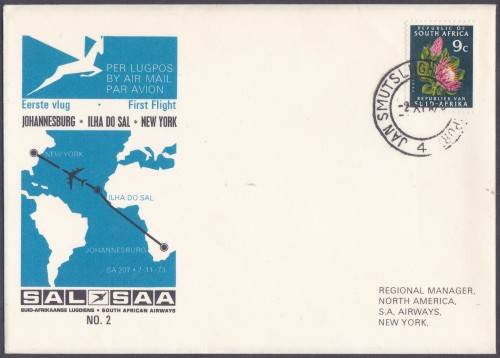 PER LUGPOS
BY AIR MAIL
PAR AVION
Eerste vlug • First Flight
JOHANNESBURG • ILHA DO SAL • NEW YORK
NEW YORK
ILHA DO SAL
JOHANNESBURG
SA 207 • 2-11-73
SAL SAA
SUID-AFRIKAANSE LUGDIENS • SOUTH AFRICAN AIRWAYS
NO. 2
REPUBLIC OF
SOUTH AFRICA
9c
REPUBLIEK VAN
SUID-AFRIKA
JAN SMUTS
4
REGIONAL MANAGER,
NORTH AMERICA,
S.A. AIRWAYS,
NEW YORK.